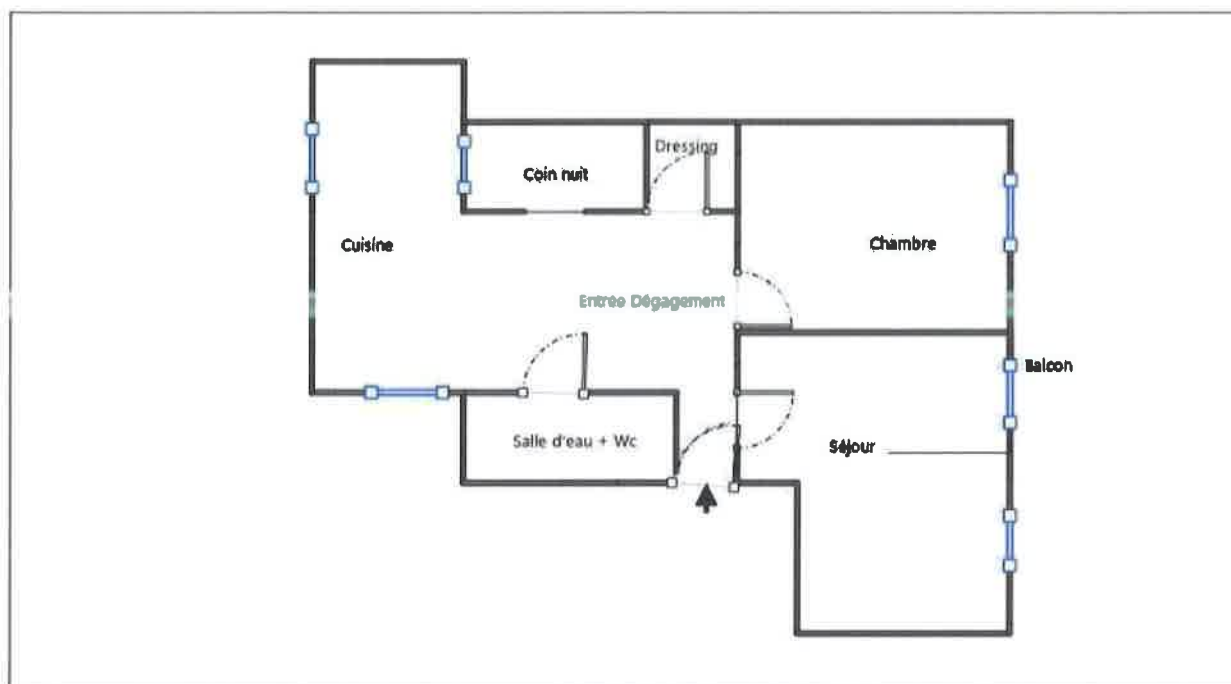 Dressing
Coin nuit
Cuisine
Chambre
Entrée Dégagement
Balcon
Salle d'eau + Wc
Séjour